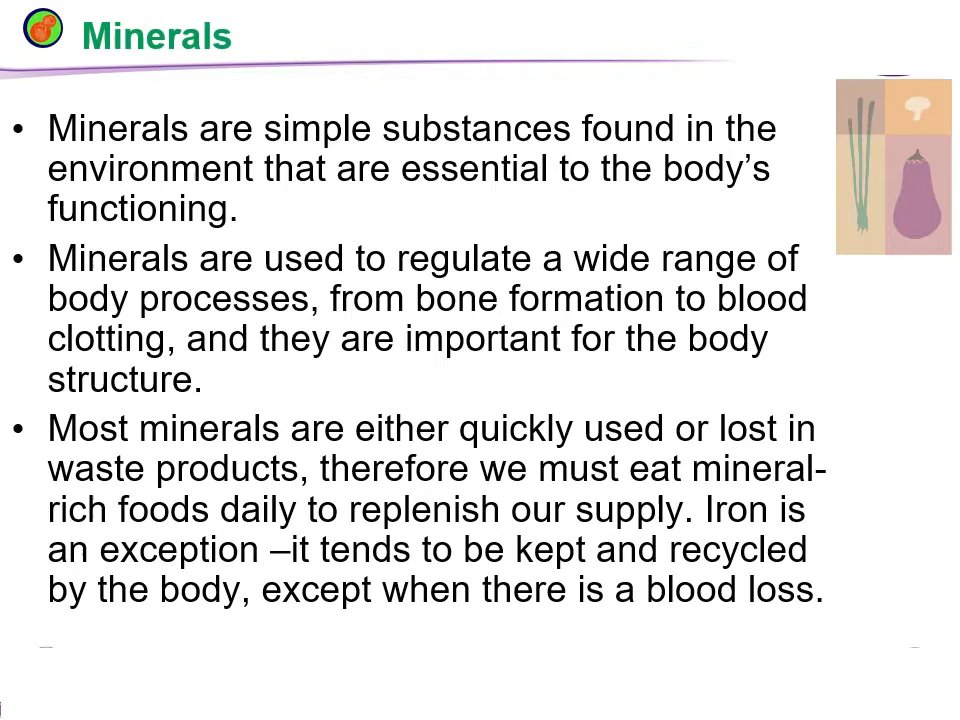 Minerals
• Minerals are simple substances found in the
environment that are essential to the body’s
functioning.
• Minerals are used to regulate a wide range of
body processes, from bone formation to blood
clotting, and they are important for the body
structure.
• Most minerals are either quickly used or lost in
waste products, therefore we must eat mineral-
rich foods daily to replenish our supply. Iron is
an exception –it tends to be kept and recycled
by the body, except when there is a blood loss.